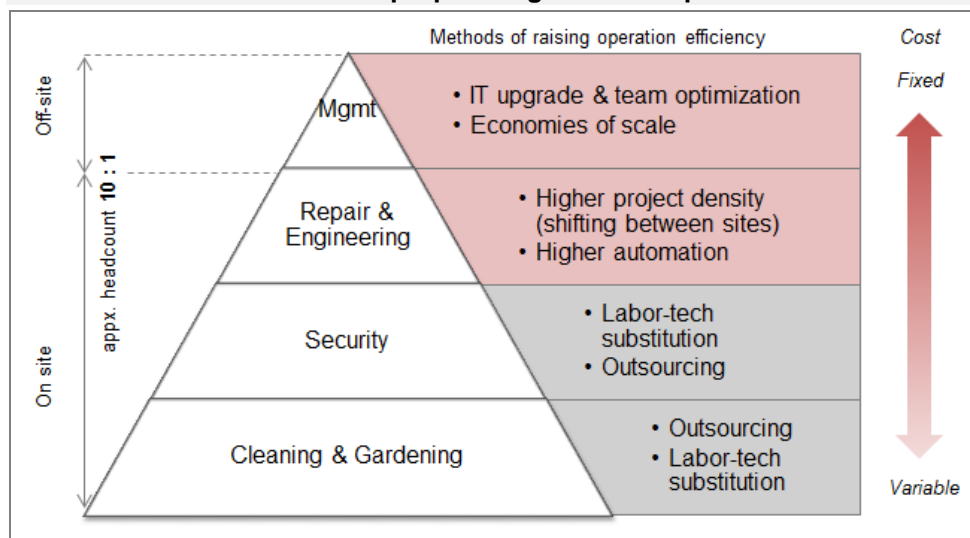 Methods of raising operation efficiency
Cost
Fixed
Off-site
Mgmt
• IT upgrade & team optimization
• Economies of scale
appx. headcount 10 : 1
On site
Repair &
Engineering
• Higher project density
(shifting between sites)
• Higher automation
Security
• Labor-tech
substitution
• Outsourcing
Cleaning & Gardening
• Outsourcing
• Labor-tech
substitution
Variable